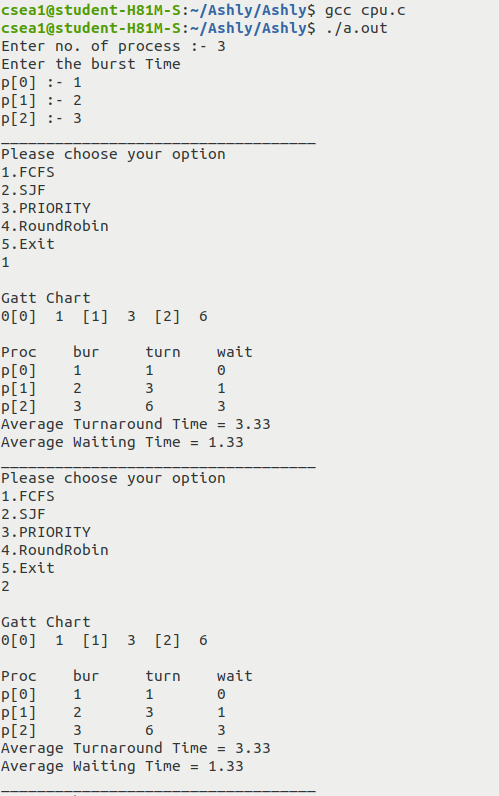 csea1@student-H81M-S:~/Ashly/Ashly$ gcc cpu.c
csea1@student-H81M-S:~/Ashly/Ashly$ ./a.out
Enter no. of process :- 3
Enter the burst Time
p[0] :- 1
p[1] :- 2
p[2] :- 3
___________________________________
Please choose your option
1.FCFS
2.SJF
3.PRIORITY
4.RoundRobin
5.Exit
1

Gatt Chart
0[0]  1  [1]  3  [2]  6

Proc    bur     turn    wait
p[0]    1       1       0
p[1]    2       3       1
p[2]    3       6       3
Average Turnaround Time = 3.33
Average Waiting Time = 1.33
___________________________________
Please choose your option
1.FCFS
2.SJF
3.PRIORITY
4.RoundRobin
5.Exit
2

Gatt Chart
0[0]  1  [1]  3  [2]  6

Proc    bur     turn    wait
p[0]    1       1       0
p[1]    2       3       1
p[2]    3       6       3
Average Turnaround Time = 3.33
Average Waiting Time = 1.33
___________________________________